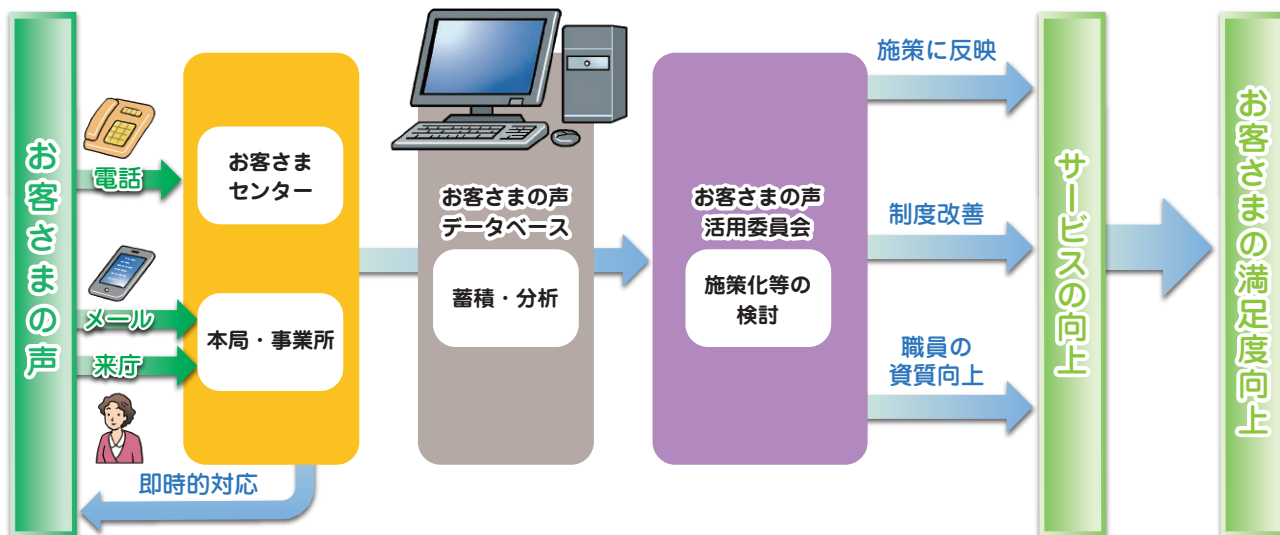 お客さまの声
電話
メール
来庁
お客さま
センター
本局・事業所
即時的対応
お客さまの声
データベース
蓄積・分析
お客さまの声
活用委員会
施策化等の
検討
施策に反映
制度改善
職員の
資質向上
サービスの向上
お客さまの満足度向上